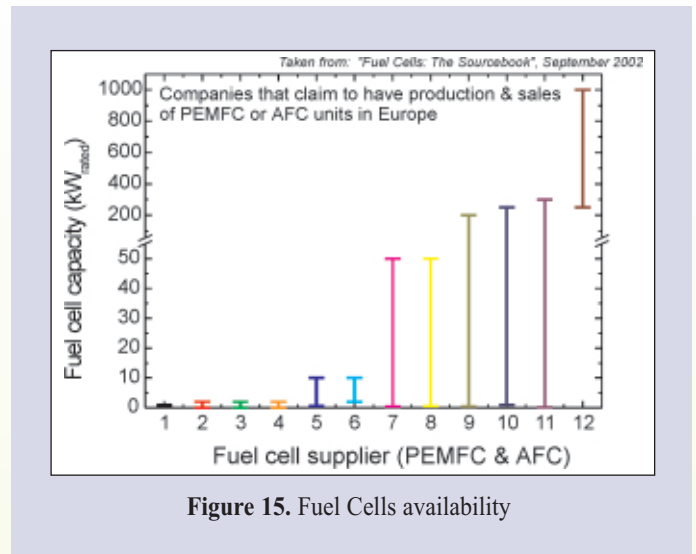 Taken from: "Fuel Cells: The Sourcebook", September 2002
Companies that claim to have production & sales
of PEMFC or AFC units in Europe
Fuel cell capacity (kWrated)
1000
800
600
400
200
50
40
30
20
10
0
1 2 3 4 5 6 7 8 9 10 11 12
Fuel cell supplier (PEMFC & AFC)
Figure 15. Fuel Cells availability